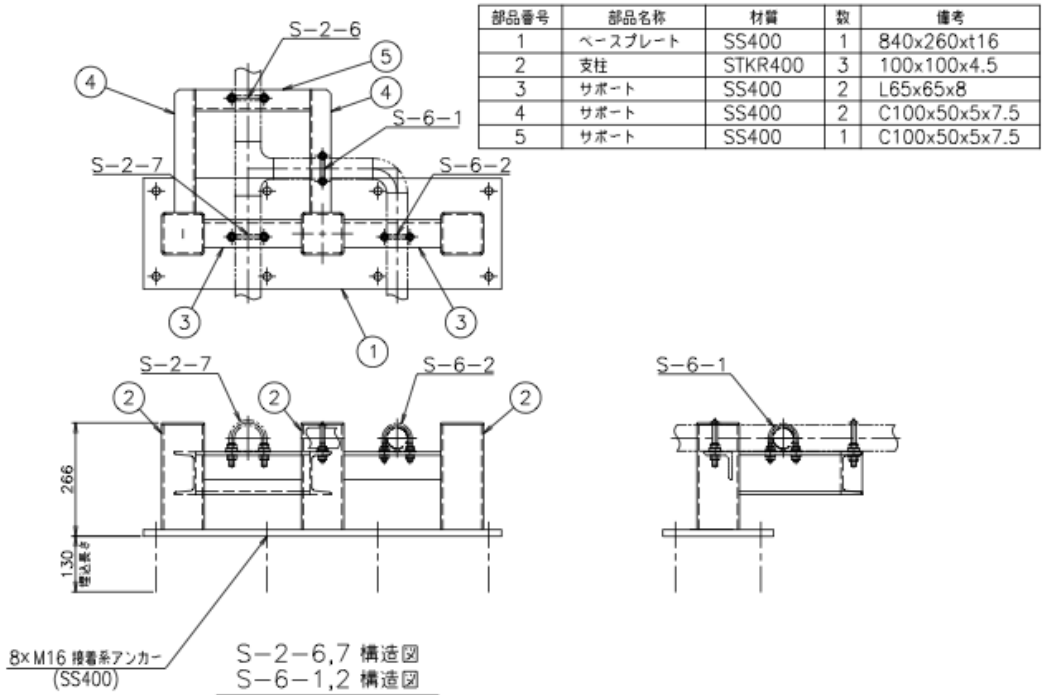 部品番号 部品名称 材質 数 備考
1 ベースプレート SS400 1 840x260xt16
2 支柱 STKR400 3 100x100x4.5
3 サポート SS400 2 L65x65x8
4 サポート SS400 2 C100x50x5x7.5
5 サポート SS400 1 C100x50x5x7.5
S-2-6
5
4
4
S-6-1
S-2-7
S-6-2
3
3
1
S-2-7
S-6-2
S-6-1
2
2
2
266
130
埋込長さ
8×M16 接着系アンカー
(SS400)
S-2-6,7 構造図
S-6-1,2 構造図